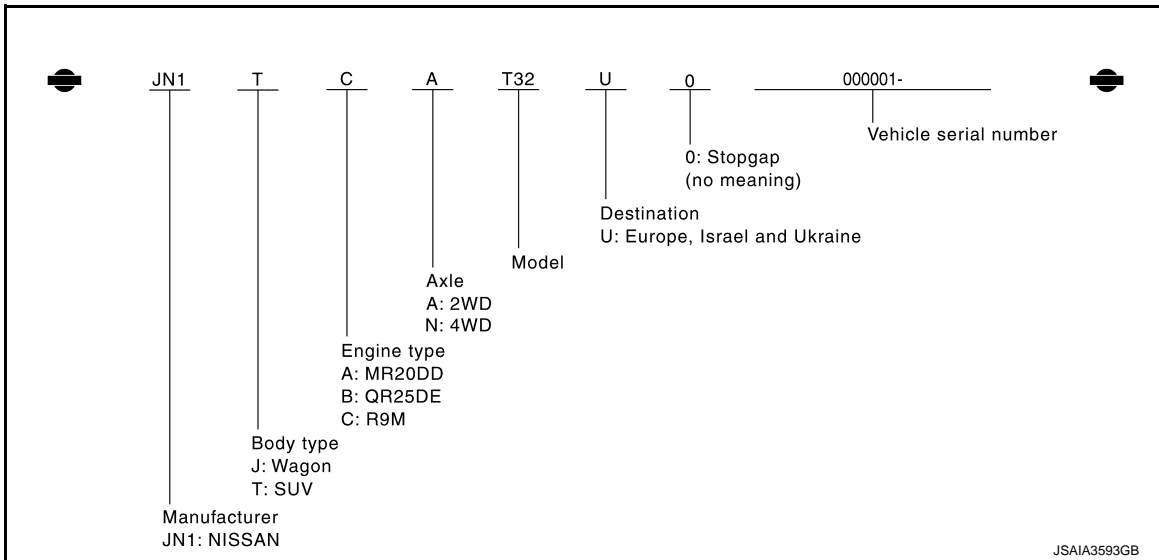 JN1 T C A T32 U 0 000001-
Vehicle serial number
0: Stopgap
(no meaning)
Destination
U: Europe, Israel and Ukraine
Model
Axle
A: 2WD
N: 4WD
Engine type
A: MR20DD
B: QR25DE
C: R9M
Body type
J: Wagon
T: SUV
Manufacturer
JN1: NISSAN
JSAIA3593GB